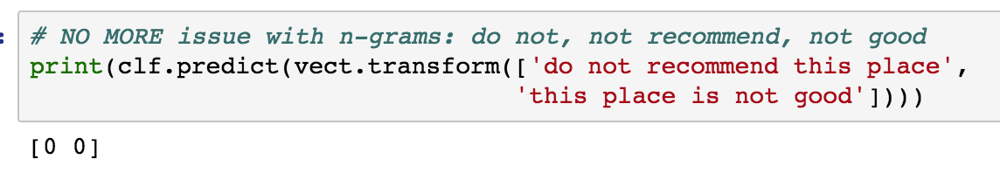 :
# NO MORE issue with n-grams: do not, not recommend, not good
print(clf.predict(vect.transform(['do not recommend this place',
'this place is not good'])))
[0 0]